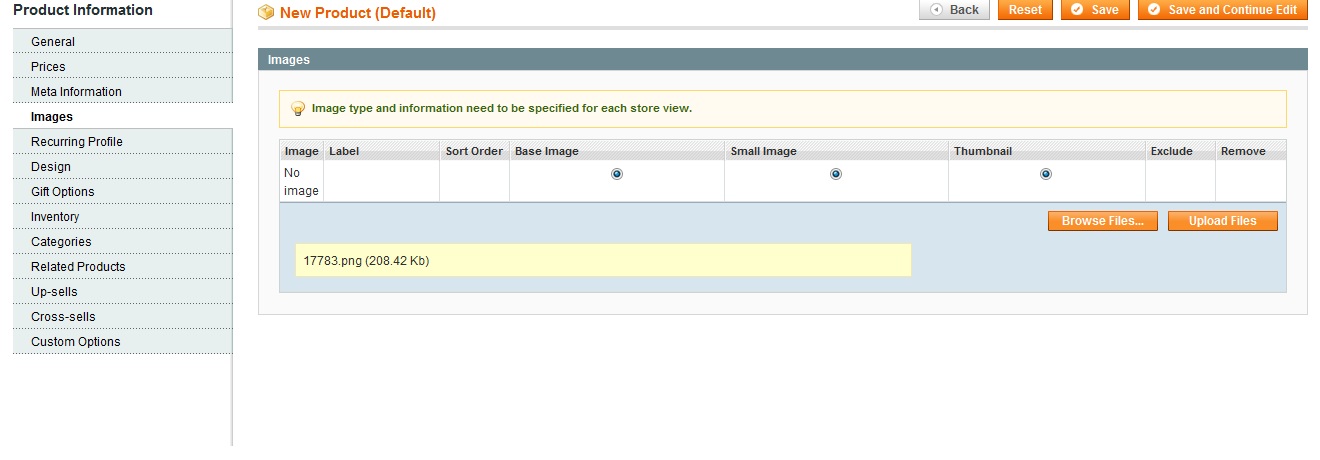 Product Information
General
Prices
Meta Information
Images
Recurring Profile
Design
Gift Options
Inventory
Categories
Related Products
Up-sells
Cross-sells
Custom Options
New Product (Default)
Back
Reset
Save
Save and Continue Edit
Images
Image type and information need to be specified for each store view.
Image Label Sort Order Base Image Small Image Thumbnail Exclude Remove
No
image
Browse Files... Upload Files
17783.png (208.42 Kb)